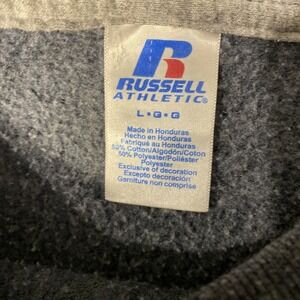 R
RUSSELL
ATHLETIC®
L•G•G
Made in Honduras
Hecho en Honduras
Fabriqué au Honduras
50% Cotton/Algodón/Coton
50% Polyester/Poliéster
Polyester
Exclusive of decoration
Excepto decoración
Garniture non comprise